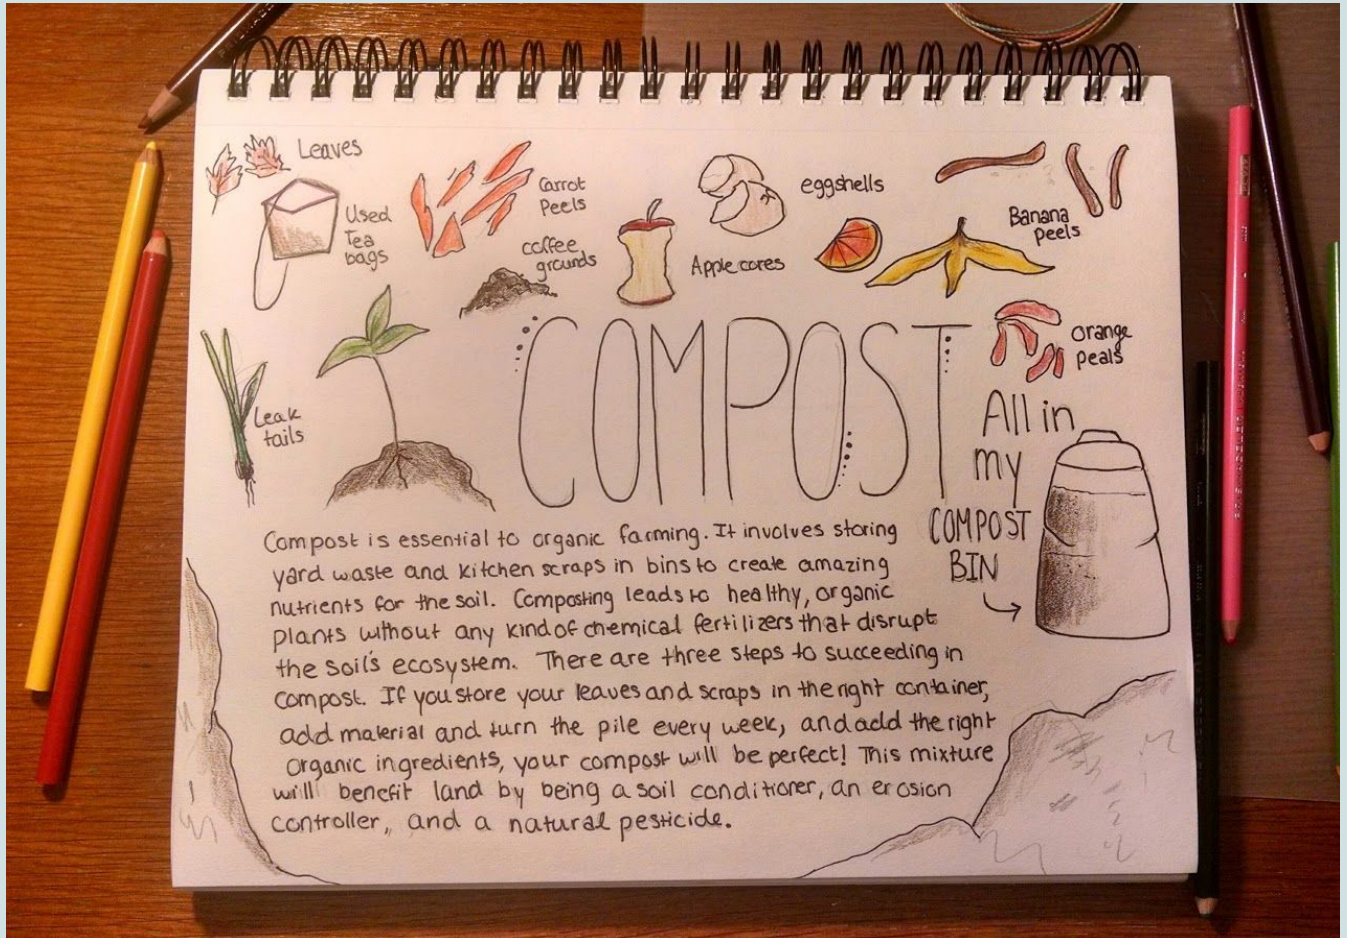 Leaves
Used
Tea
bags
Carrot
Peels
coffee
grounds
Apple cores
eggshells
Banana
peels
Orange
Peals
Leak
tails
COMPOST
All in
my
COMPOST
BIN
Compost is essential to organic farming. It involves storing
yard waste and kitchen scraps in bins to create amazing
nutrients for the soil. Composting leads to healthy, organic
plants without any kind of chemical fertilizers that disrupt
the soil's ecosystem. There are three steps to succeeding in
compost. If you store your leaves and scraps in the right container,
add material and turn the pile every week, and add the right
organic ingredients, your compost will be perfect! This mixture
will benefit land by being a soil conditioner, an erosion
controller, and a natural pesticide.